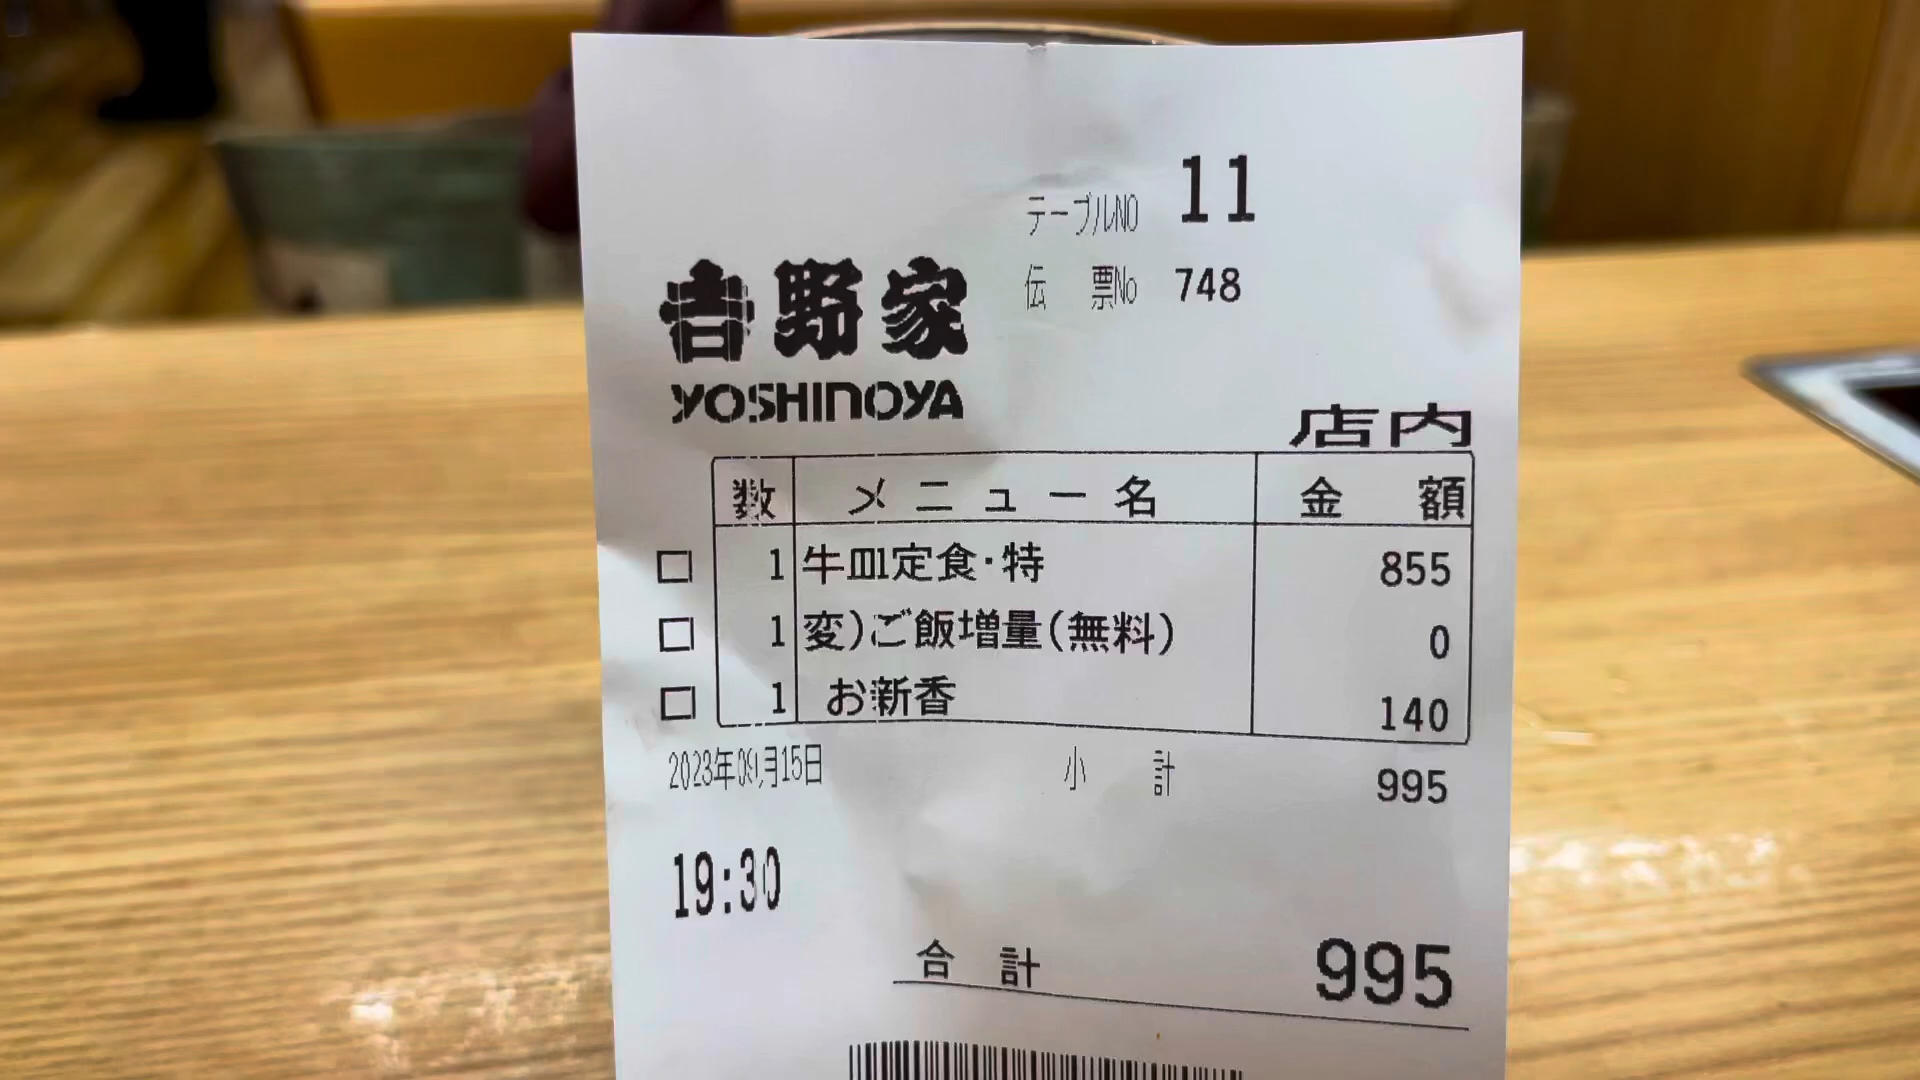 テーブルNO 11
伝 票No 748
吉野家
YOSHINOYA
店内
数 メニュー名 金 額
□ 1 牛皿定食・特 855
□ 1 変)ご飯増量(無料) 0
□ 1 お新香 140
2023年09月15日 小 計 995
19:30
合 計 995